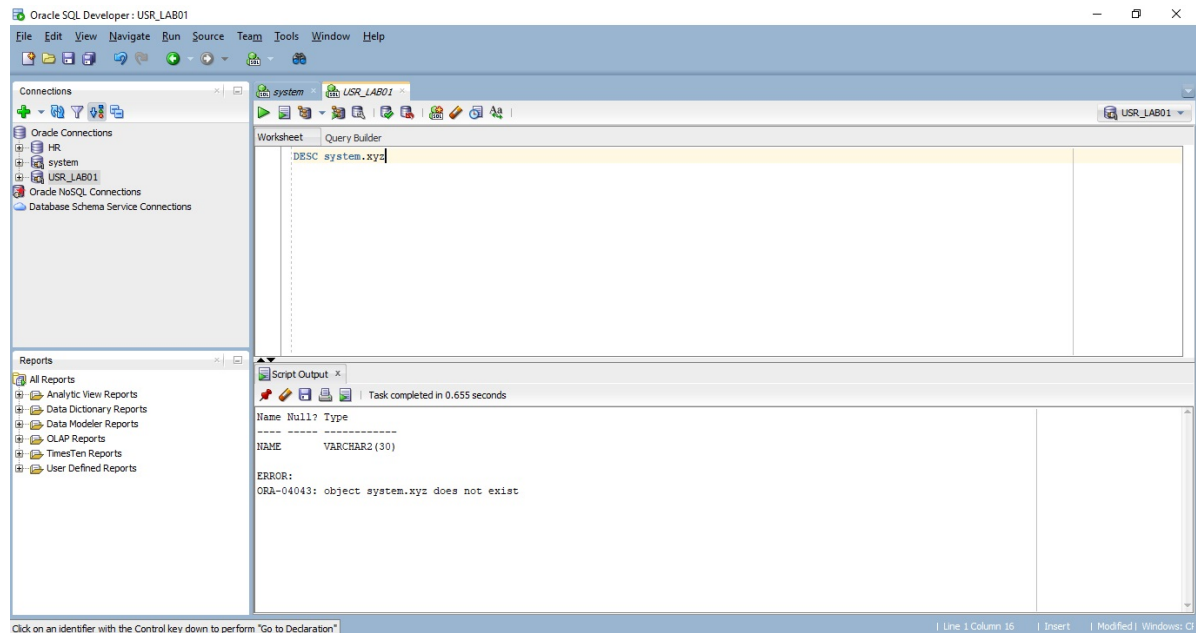 Oracle SQL Developer : USR_LAB01
File Edit View Navigate Run Source Team Tools Window Help
Connections
system
USR_LAB01
USR_LAB01
Oracle Connections
HR
system
USR_LAB01
Oracle NoSQL Connections
Database Schema Service Connections
Worksheet Query Builder
DESC system.xyz
Reports
All Reports
Analytic View Reports
Data Dictionary Reports
Data Modeler Reports
OLAP Reports
TimesTen Reports
User Defined Reports
Script Output
Task completed in 0.655 seconds
Name Null? Type
---- ----- ------------
NAME       VARCHAR2(30)
ERROR:
ORA-04043: object system.xyz does not exist
Click on an identifier with the Control key down to perform "Go to Declaration"
Line 1 Column 16 | Insert | Modified | Windows: C